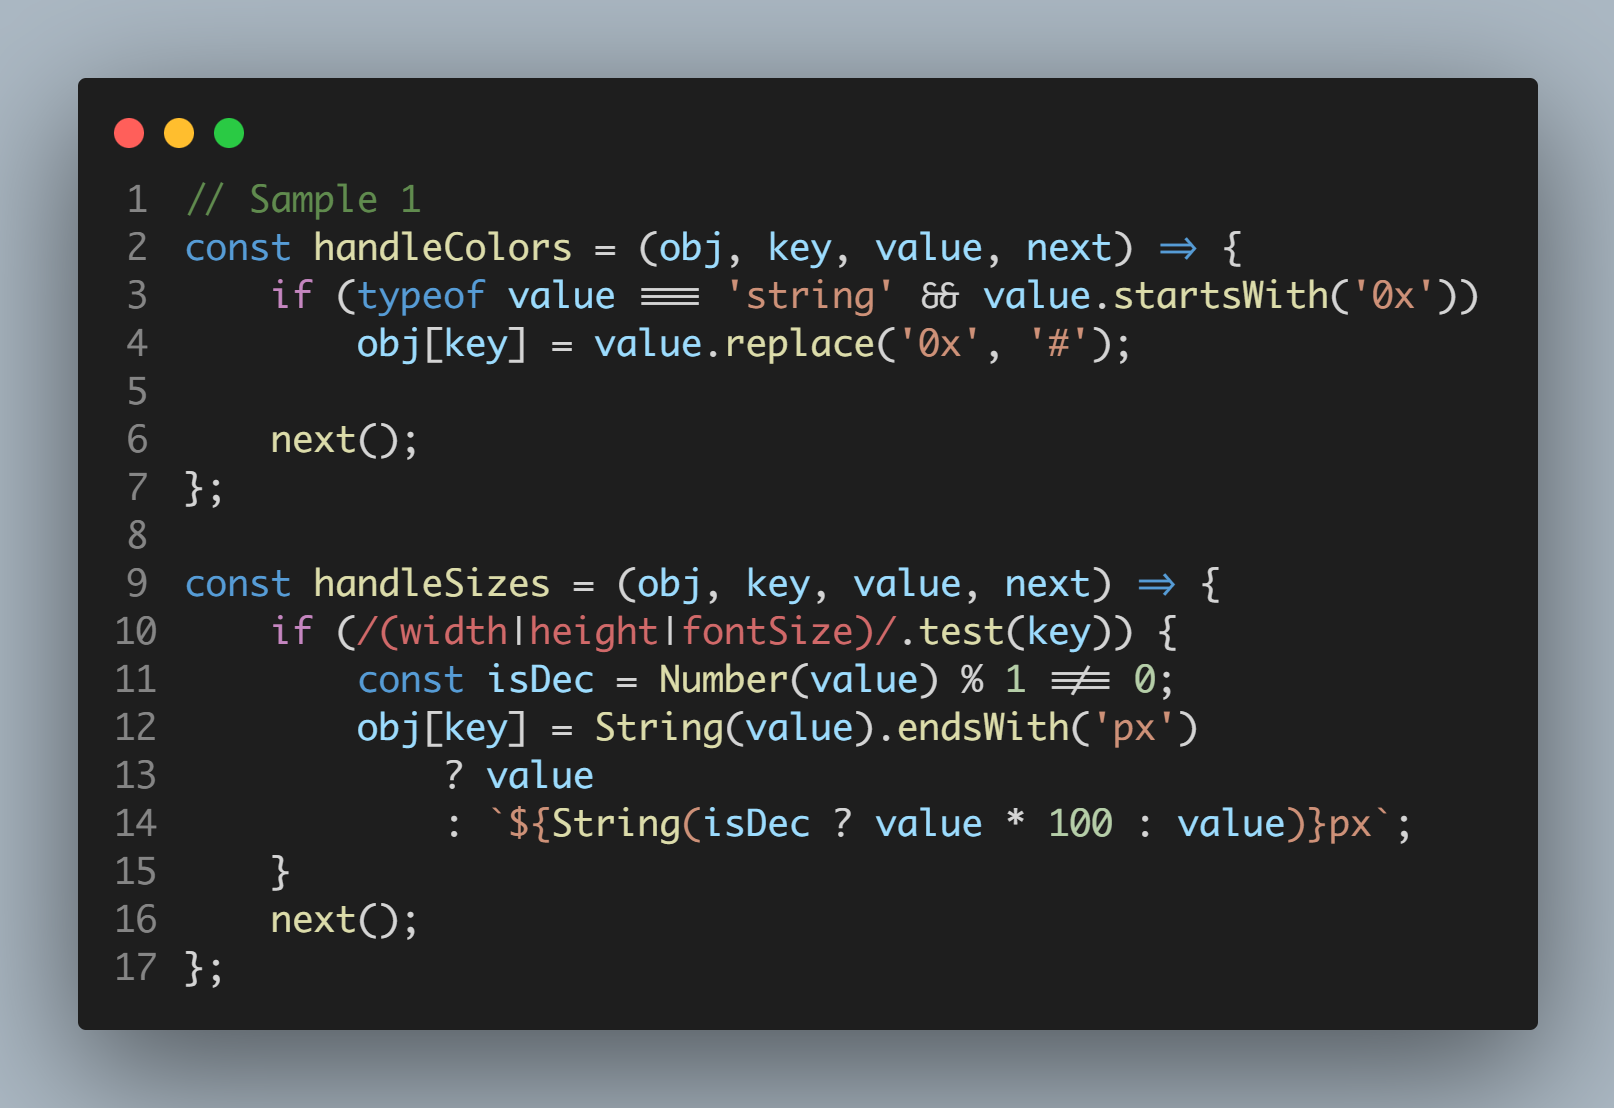 1 // Sample 1
2 const handleColors = (obj, key, value, next) => {
3     if (typeof value === 'string' && value.startsWith('0x'))
4         obj[key] = value.replace('0x', '#');
5
6     next();
7 };
8
9 const handleSizes = (obj, key, value, next) => {
10     if (/(width|height|fontSize)/.test(key)) {
11         const isDec = Number(value) % 1 !== 0;
12         obj[key] = String(value).endsWith('px')
13             ? value
14             : `${String(isDec ? value * 100 : value)}px`;
15     }
16     next();
17 };